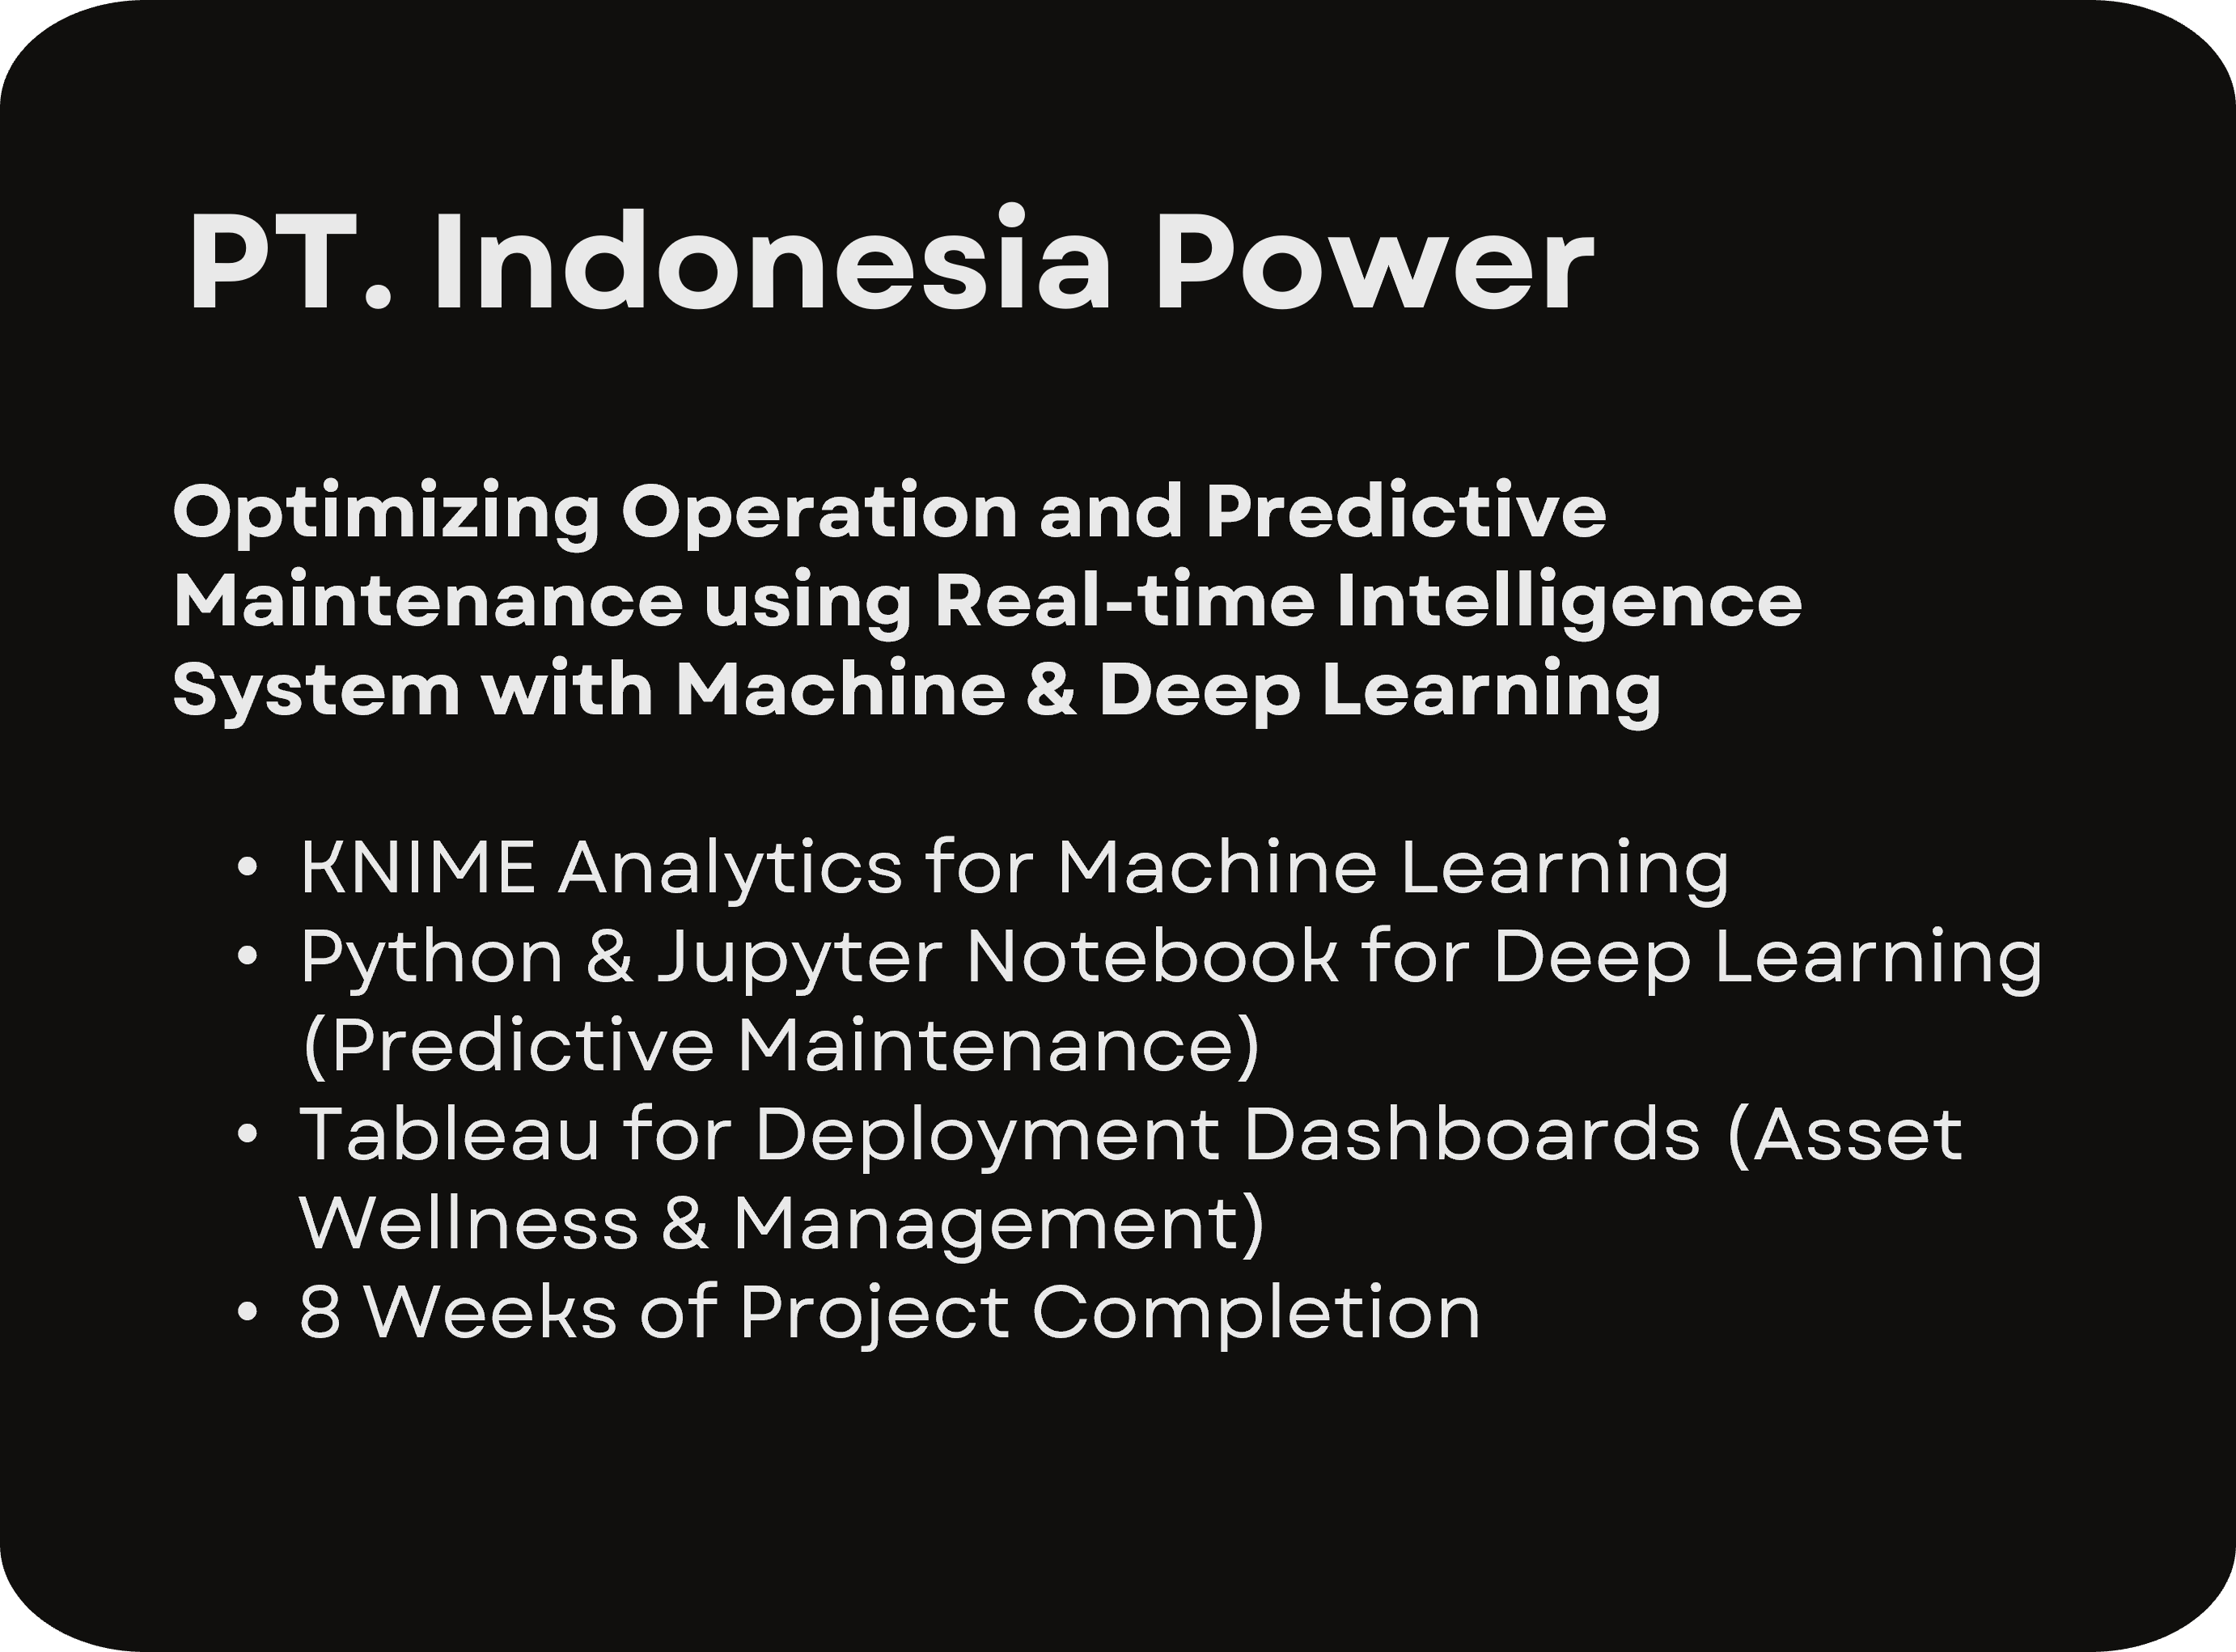 PT. Indonesia Power
Optimizing Operation and Predictive
Maintenance using Real-time Intelligence
System with Machine & Deep Learning
• KNIME Analytics for Machine Learning
• Python & Jupyter Notebook for Deep Learning
(Predictive Maintenance)
• Tableau for Deployment Dashboards (Asset
Wellness & Management)
• 8 Weeks of Project Completion